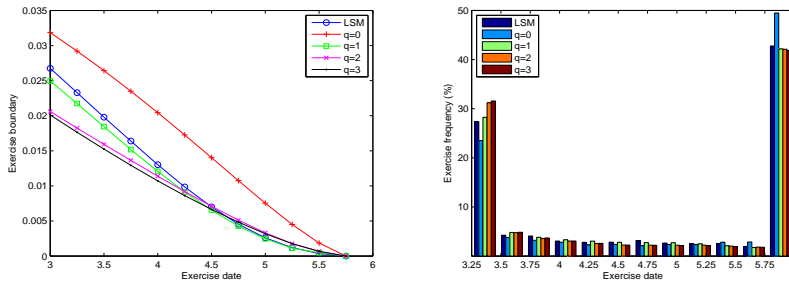 0.035
0.03
0.025
0.02
0.015
0.01
0.005
0
3
3.5
4
4.5
5
5.5
6
Exercise boundary
Exercise date
LSM
q=0
q=1
q=2
q=3
50
40
30
20
10
3.25
3.5
3.75
4
4.25
4.5
4.75
5
5.25
5.5
5.75
Exercise frequency (%)
Exercise date
LSM
q=0
q=1
q=2
q=3